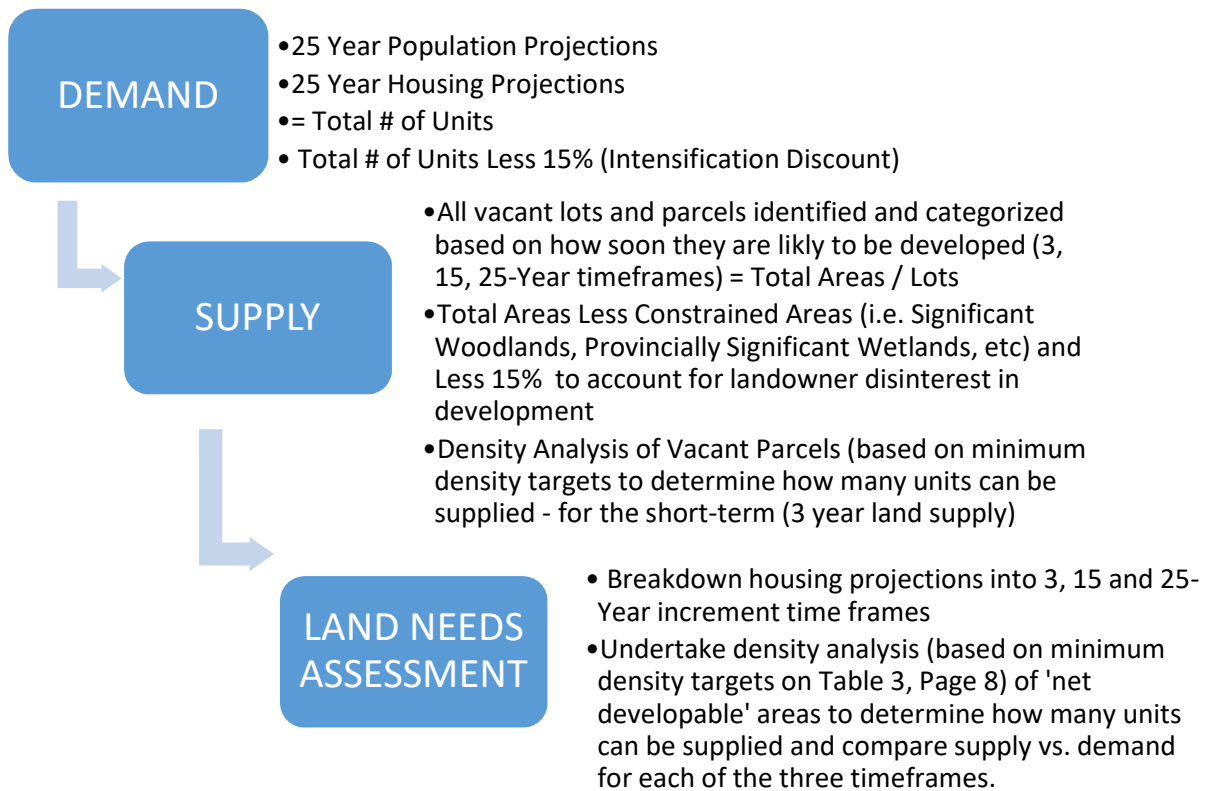 DEMAND
•25 Year Population Projections
•25 Year Housing Projections
•= Total # of Units
• Total # of Units Less 15% (Intensification Discount)
SUPPLY
•All vacant lots and parcels identified and categorized
based on how soon they are likly to be developed (3,
15, 25-Year timeframes) = Total Areas / Lots
•Total Areas Less Constrained Areas (i.e. Significant
Woodlands, Provincially Significant Wetlands, etc) and
Less 15% to account for landowner disinterest in
development
•Density Analysis of Vacant Parcels (based on minimum
density targets to determine how many units can be
supplied - for the short-term (3 year land supply)
LAND NEEDS
ASSESSMENT
• Breakdown housing projections into 3, 15 and 25-
Year increment time frames
•Undertake density analysis (based on minimum
density targets on Table 3, Page 8) of 'net
developable' areas to determine how many units
can be supplied and compare supply vs. demand
for each of the three timeframes.